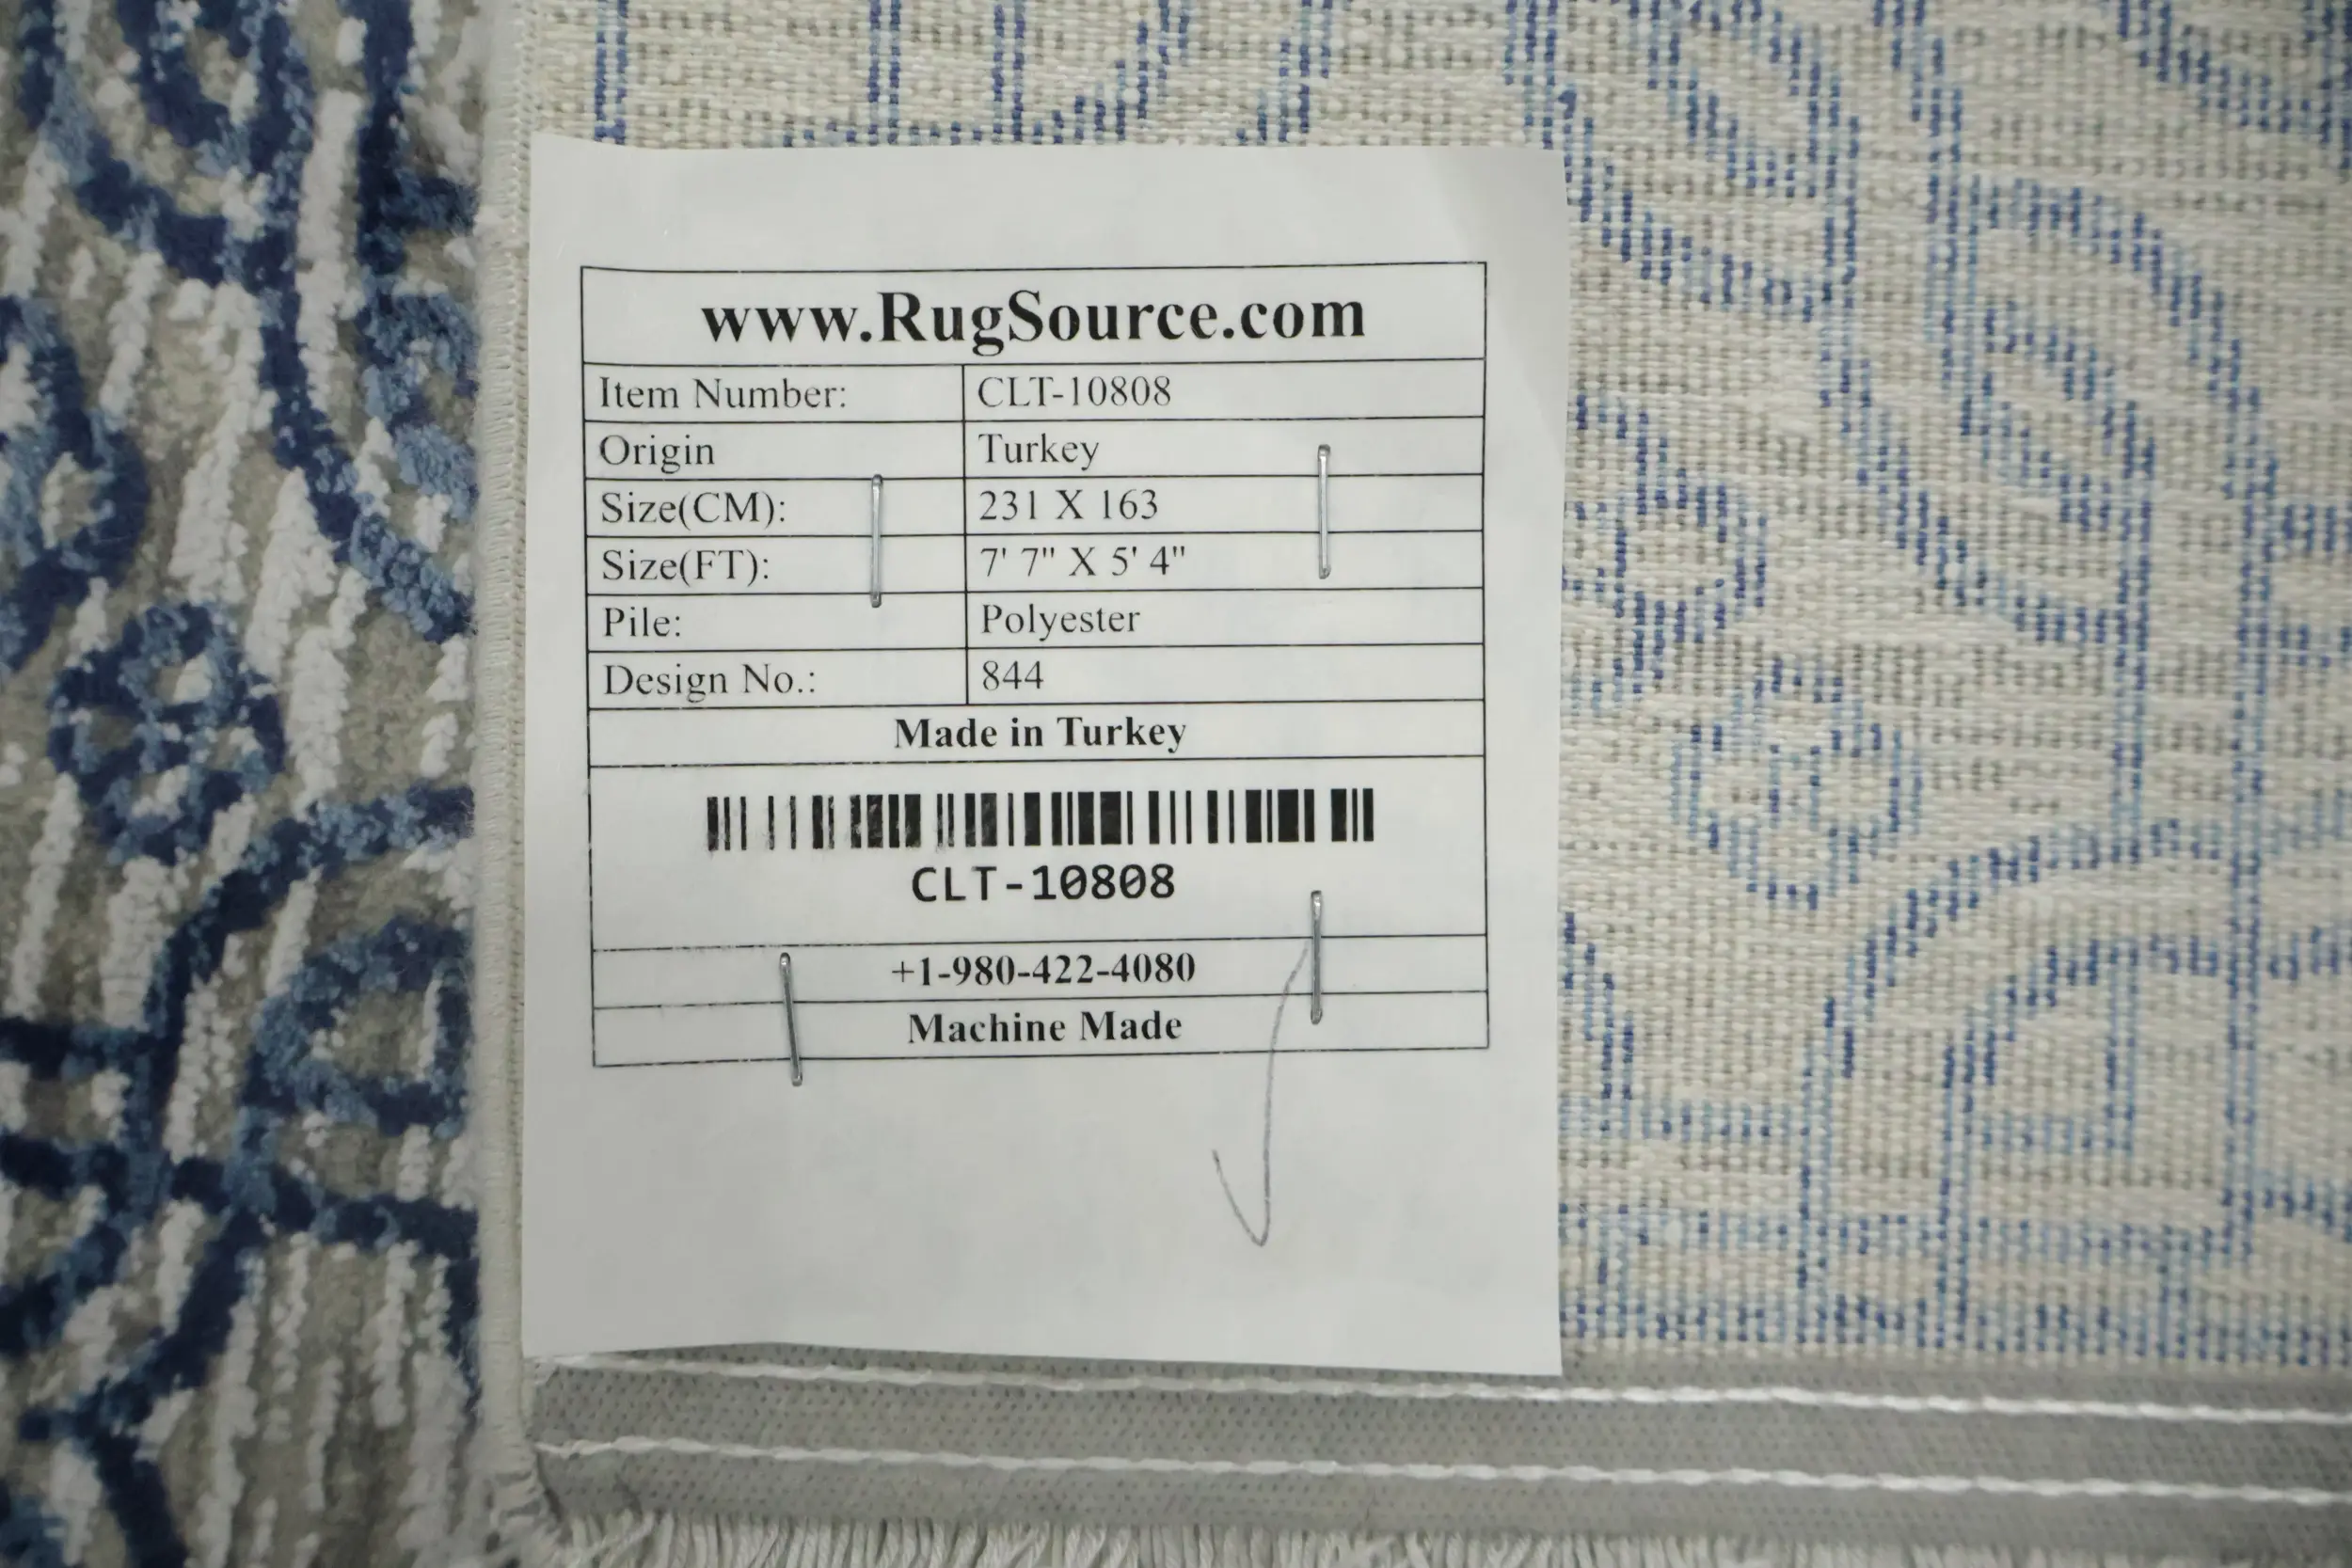 www.RugSource.com
Item Number: CLT-10808
Origin Turkey
Size(CM): 231 X 163
Size(FT): 7' 7" X 5' 4"
Pile: Polyester
Design No.: 844
Made in Turkey
CLT-10808
+1-980-422-4080
Machine Made